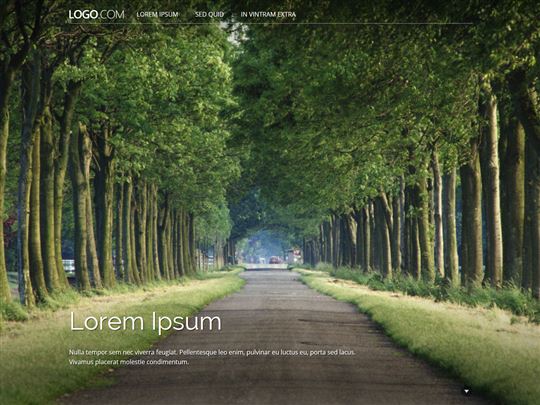 LOGO.COM LOREM IPSUM SED QUID IN VINTRAM EXTRA
Lorem Ipsum
Nulla tempor sem nec viverra feugiat. Pellentesque leo enim, pulvinar eu luctus eu, porta sed lacus.
Vivamus placerat molestie condimentum.